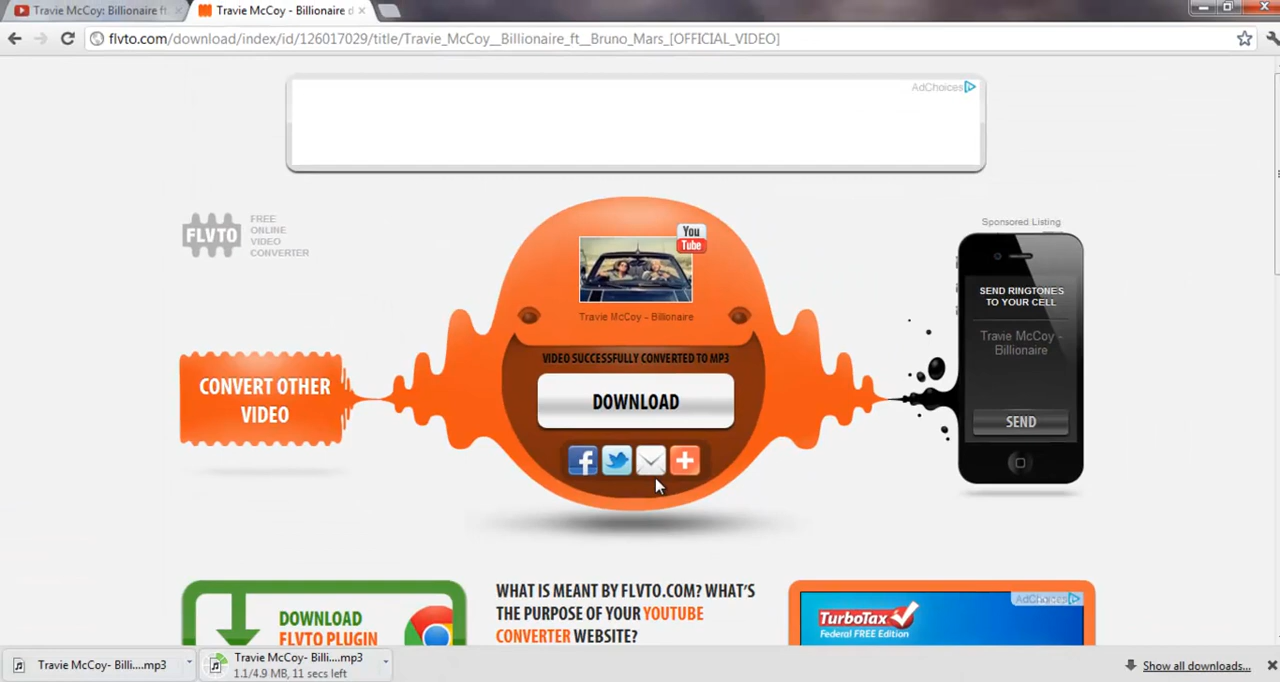 Travie McCoy: Billionaire ft.
Travie McCoy - Billionaire d
flvto.com/download/index/id/126017029/title/Travie_McCoy__Billionaire_ft__Bruno_Mars_[OFFICIAL_VIDEO]
AdChoices
FLVTO
FREE
ONLINE
VIDEO
CONVERTER
You
Tube
Travie McCoy - Billionaire
VIDEO SUCCESSFULLY CONVERTED TO MP3
DOWNLOAD
CONVERT OTHER
VIDEO
Sponsored Listing
SEND RINGTONES
TO YOUR CELL
Travie McCoy -
Billionaire
SEND
DOWNLOAD
FLVTO PLUGIN
WHAT IS MEANT BY FLVTO.COM? WHAT'S
THE PURPOSE OF YOUR YOUTUBE
CONVERTER WEBSITE?
AdChoices
TurboTax
Federal FREE Edition
Travie McCoy- Billi....mp3
Travie McCoy- Billi....mp3
1.1/4.9 MB, 11 secs left
Show all downloads...